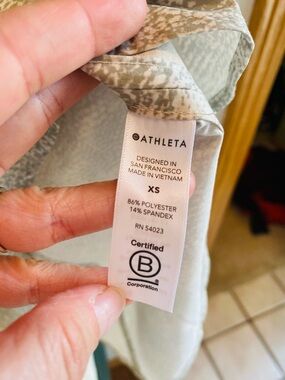 ATHLETA
DESIGNED IN
SAN FRANCISCO
MADE IN VIETNAM
XS
86% POLYESTER
14% SPANDEX
RN 54023
Certified
B
Corporation